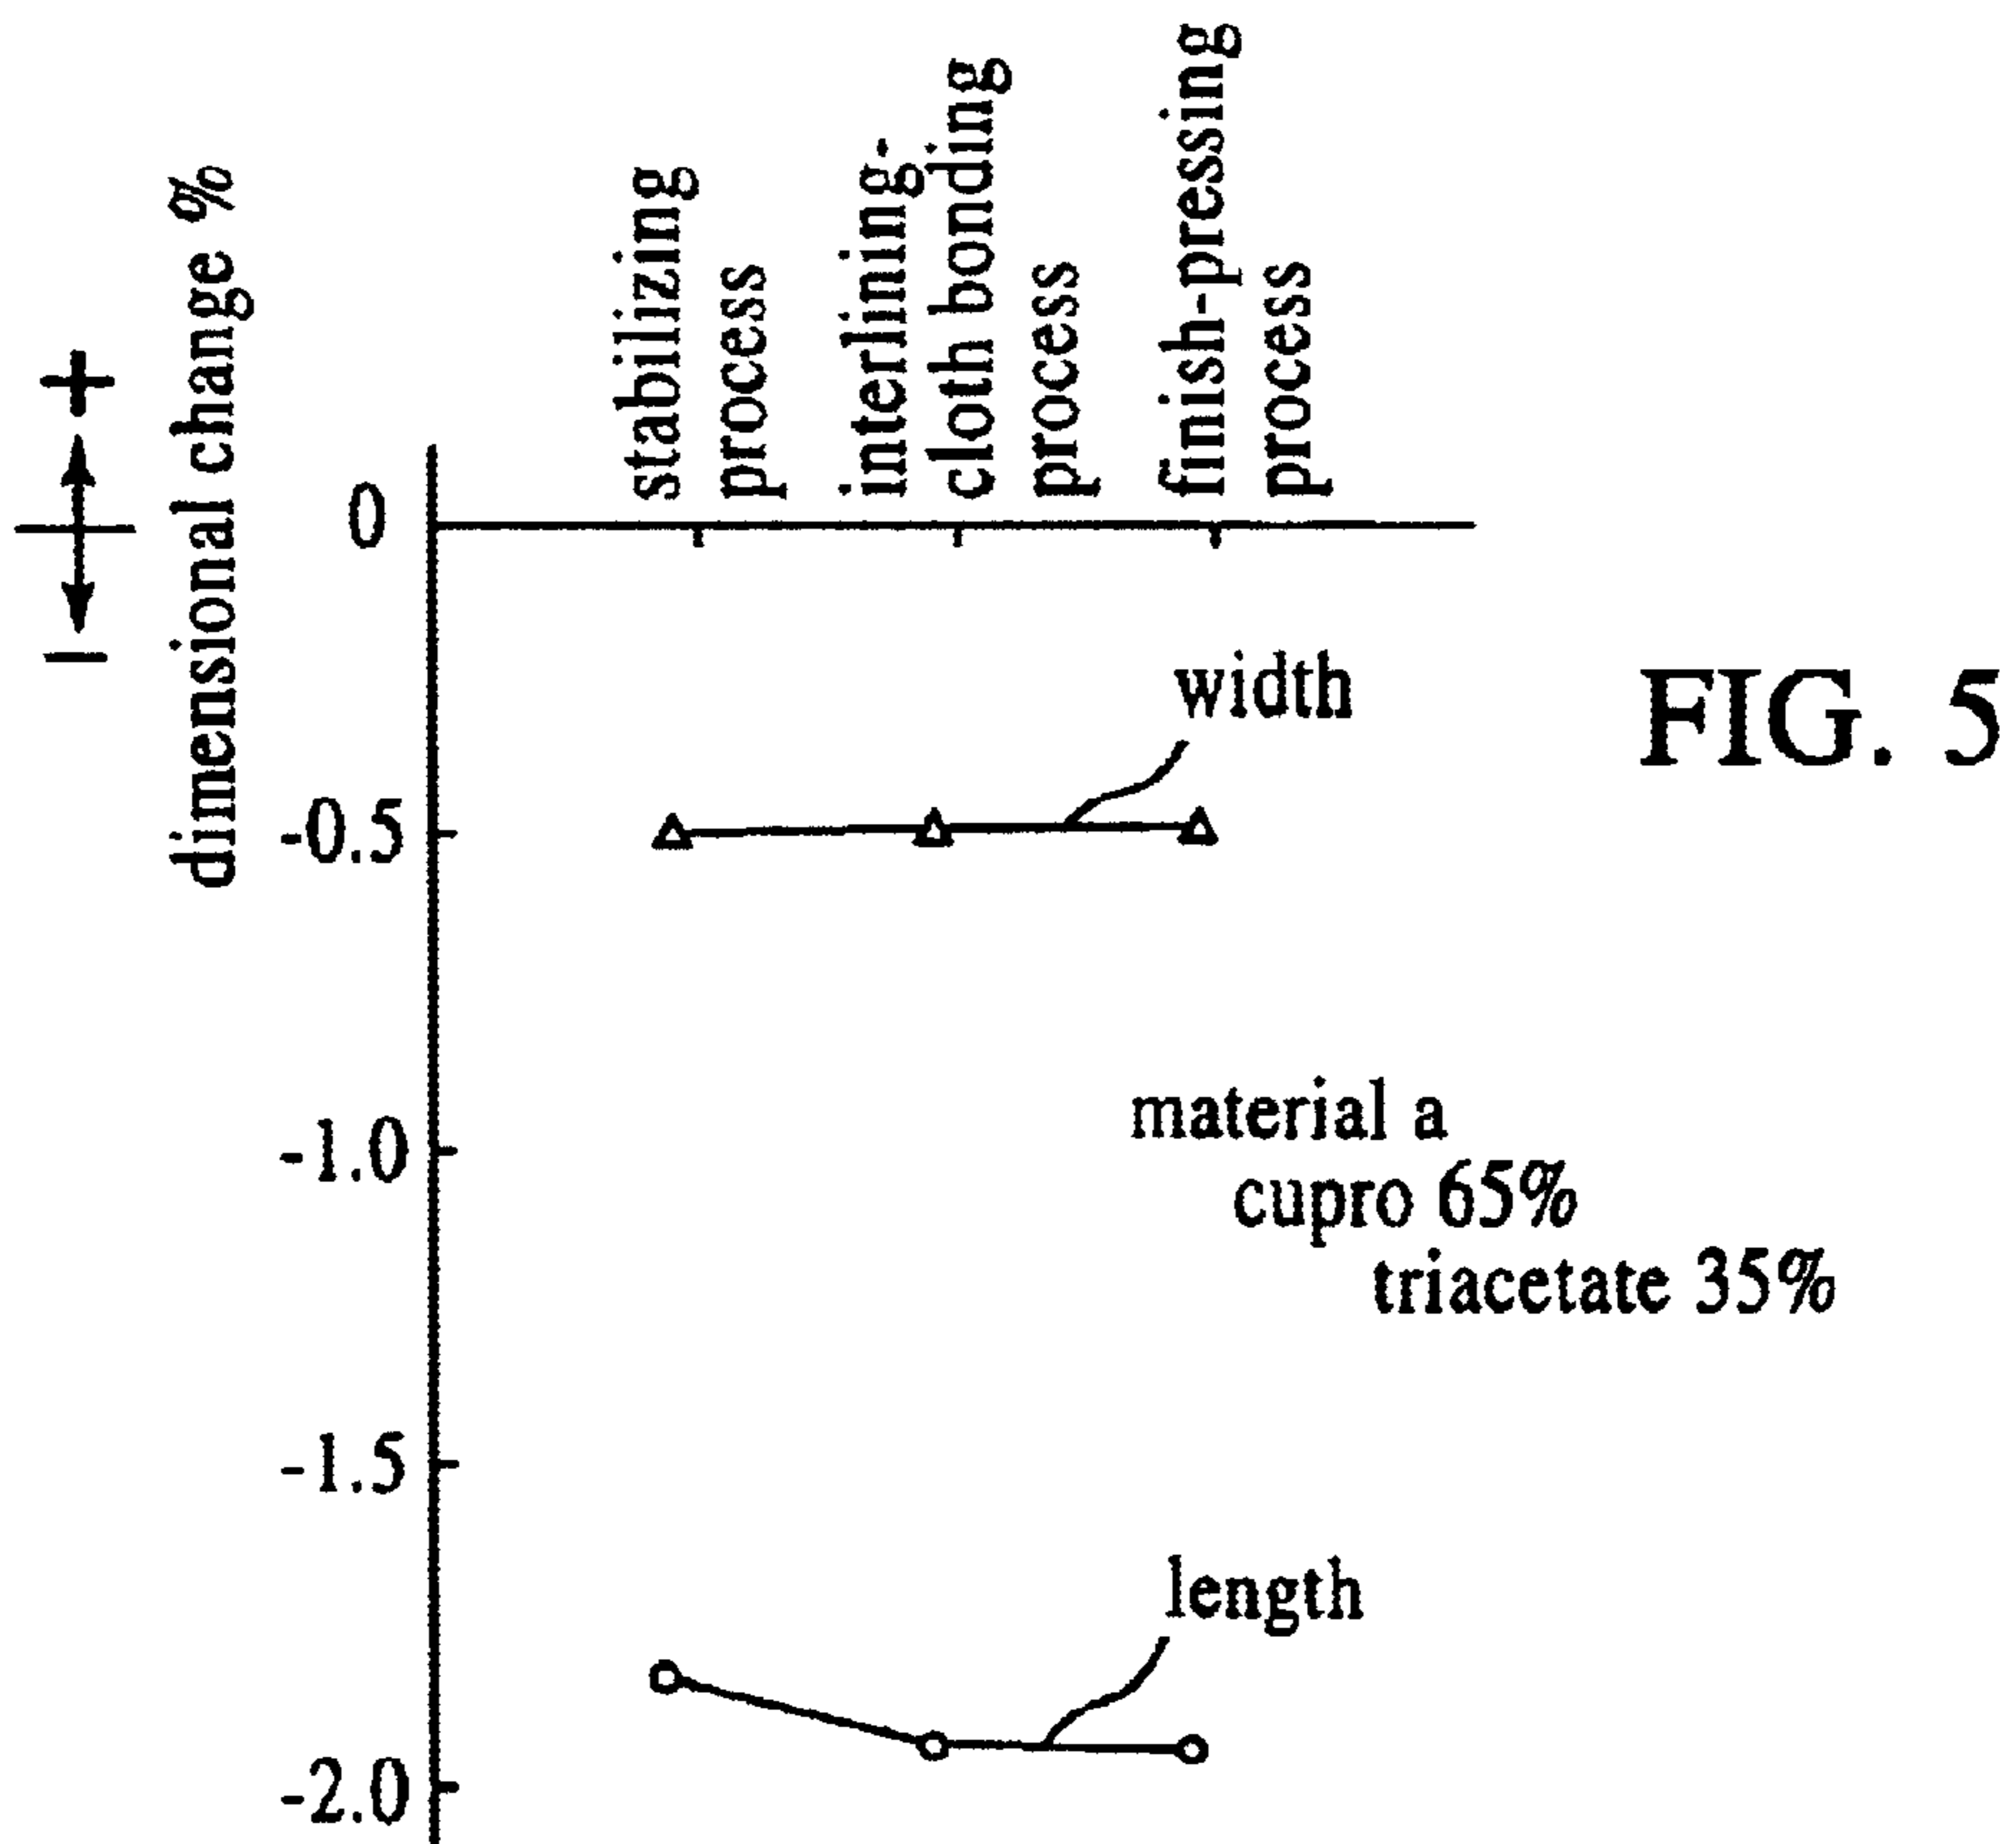 dimensional change %
+
-
stabilizing
process
interlining-
cloth bonding
process
finish-pressing
process
0
-0.5
-1.0
-1.5
-2.0
width
FIG. 5
material a
cupro 65%
triacetate 35%
length